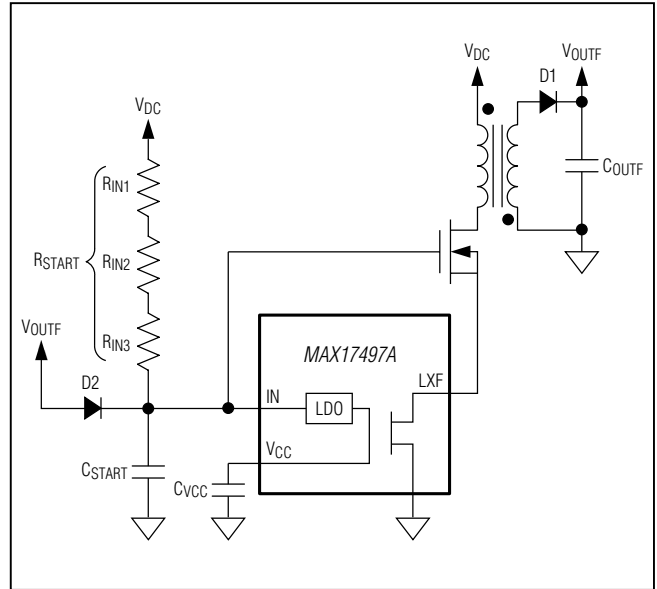 VDC
D1
VOUTF
COUTF
VDC
RIN1
RIN2
RIN3
RSTART
VOUTF
D2
CSTART
IN
LDO
VCC
CVCC
MAX17497A
LXF